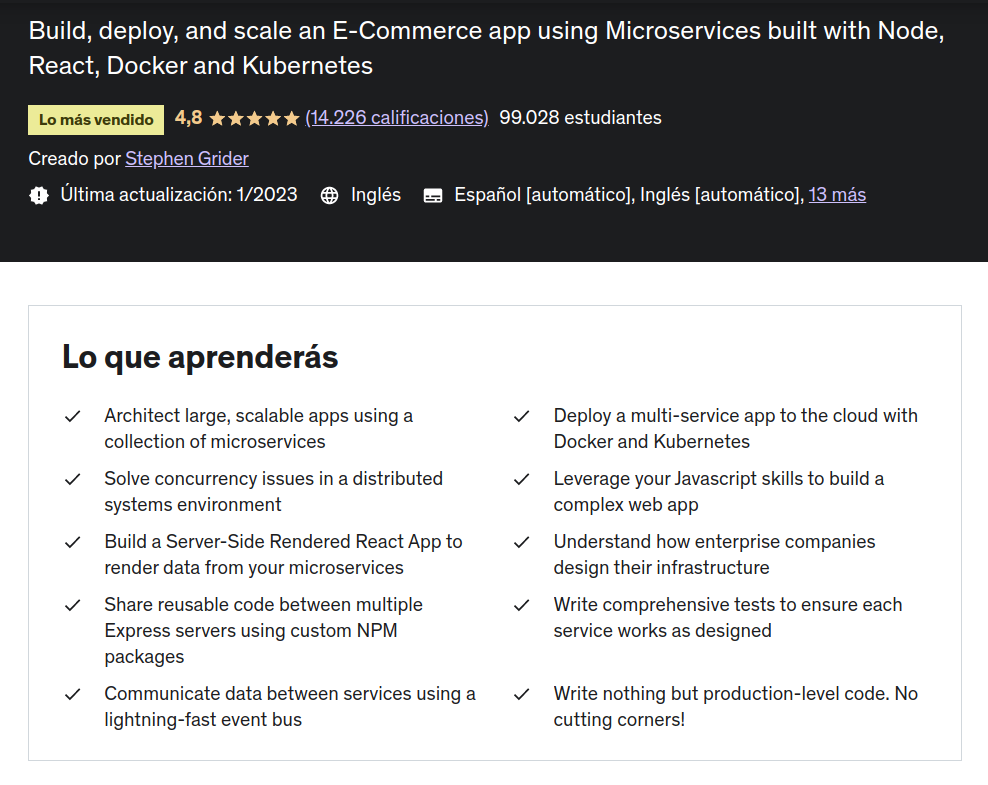 Build, deploy, and scale an E-Commerce app using Microservices built with Node,
React, Docker and Kubernetes
Lo más vendido 4,8 (14.226 calificaciones) 99.028 estudiantes
Creado por Stephen Grider
Última actualización: 1/2023 Inglés Español [automático], Inglés [automático], 13 más
Lo que aprenderás
Architect large, scalable apps using a
collection of microservices
Deploy a multi-service app to the cloud with
Docker and Kubernetes
Solve concurrency issues in a distributed
systems environment
Leverage your Javascript skills to build a
complex web app
Build a Server-Side Rendered React App to
render data from your microservices
Understand how enterprise companies
design their infrastructure
Share reusable code between multiple
Express servers using custom NPM
packages
Write comprehensive tests to ensure each
service works as designed
Communicate data between services using a
lightning-fast event bus
Write nothing but production-level code. No
cutting corners!